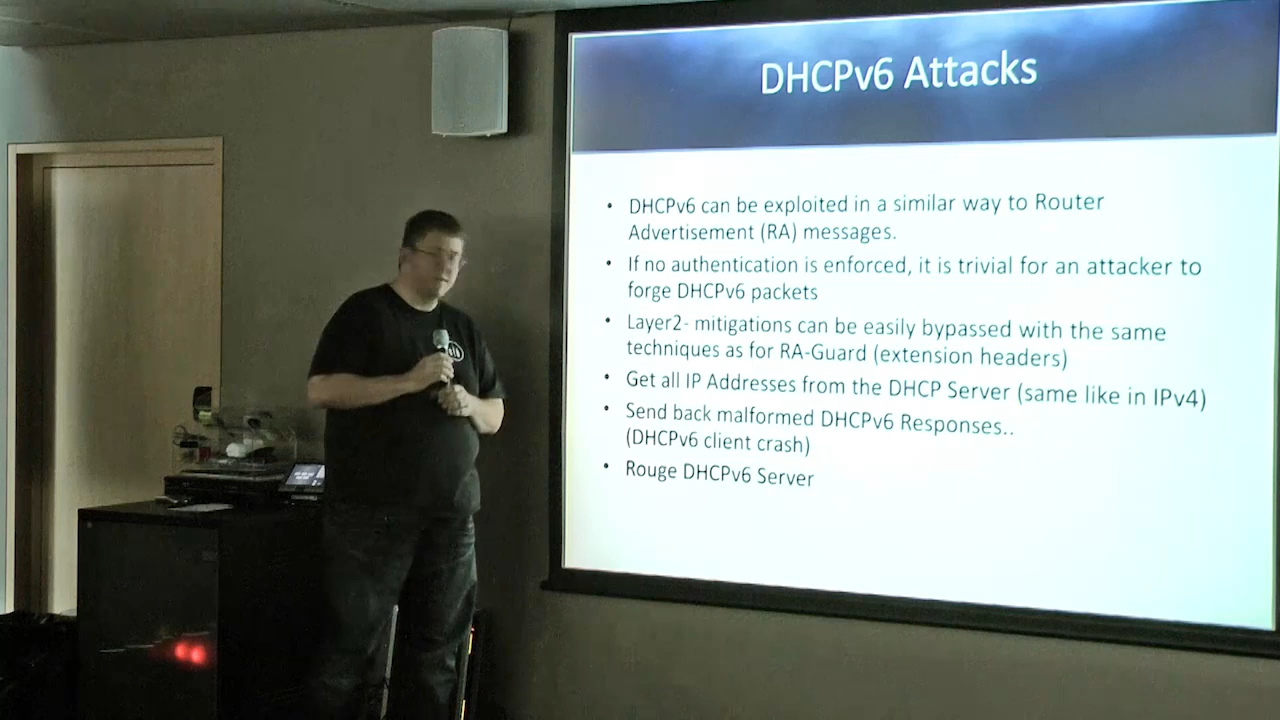 DHCPv6 Attacks
• DHCPv6 can be exploited in a similar way to Router
Advertisement (RA) messages.
• If no authentication is enforced, it is trivial for an attacker to
forge DHCPv6 packets
• Layer2- mitigations can be easily bypassed with the same
techniques as for RA-Guard (extension headers)
• Get all IP Addresses from the DHCP Server (same like in IPv4)
• Send back malformed DHCPv6 Responses..
(DHCPv6 client crash)
• Rouge DHCPv6 Server